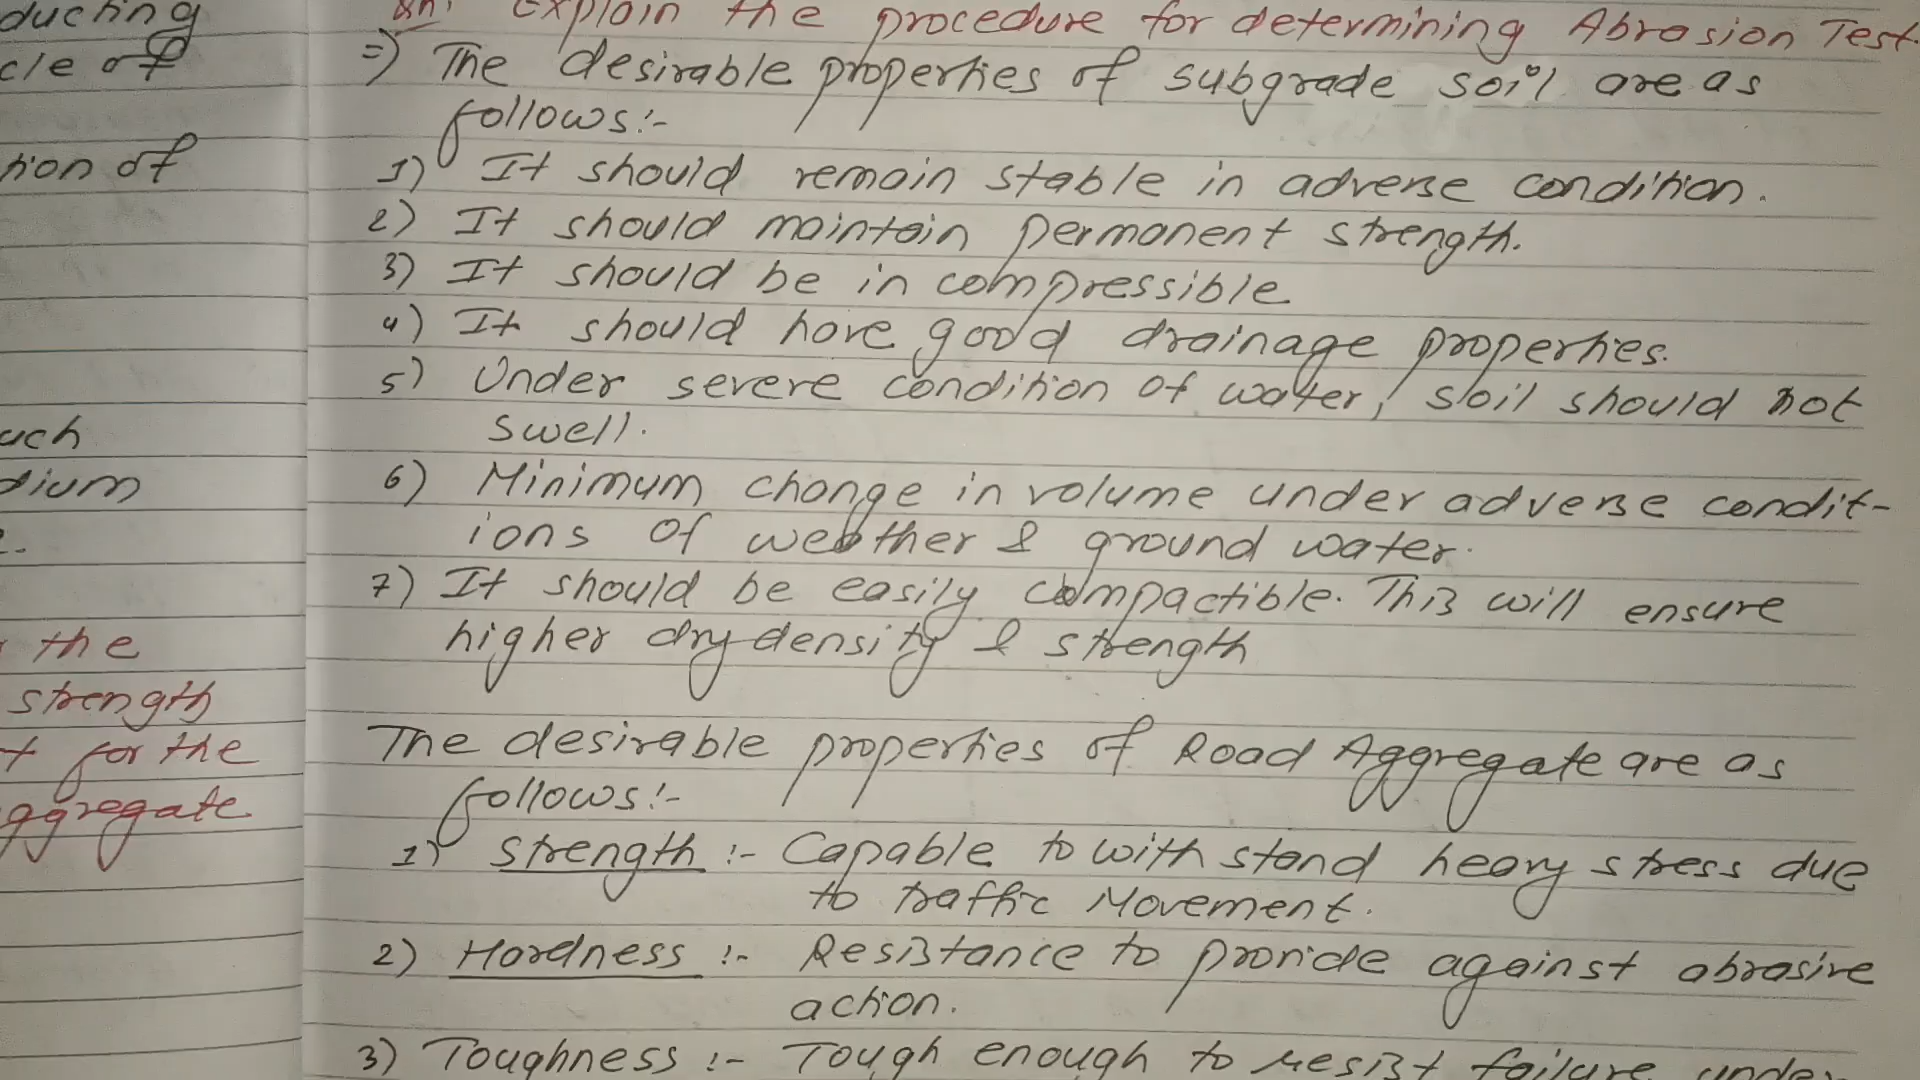 ducting
cle of
tion of
uch
dium
the
strength
t for the
ggregate
Qn: Explain the procedure for determining Abrasion Test.
=) The desirable properties of subgrade soil are as
follows:-
1) It should remain stable in adverse condition.
2) It should maintain permanent strength.
3) It should be in compressible
4) It should have good drainage properties.
5) Under severe condition of water, soil should not
swell.
6) Minimum change in volume under adverse condit-
ions of weather & ground water.
7) It should be easily compactible. This will ensure
higher dry density & strength
The desirable properties of Road Aggregate are as
follows:-
1) Strength :- Capable to with stand heavy stress due
to traffic Movement.
2) Hardness :- Resistance to provide against abrasive
action.
3) Toughness :- Tough enough to resist failure under